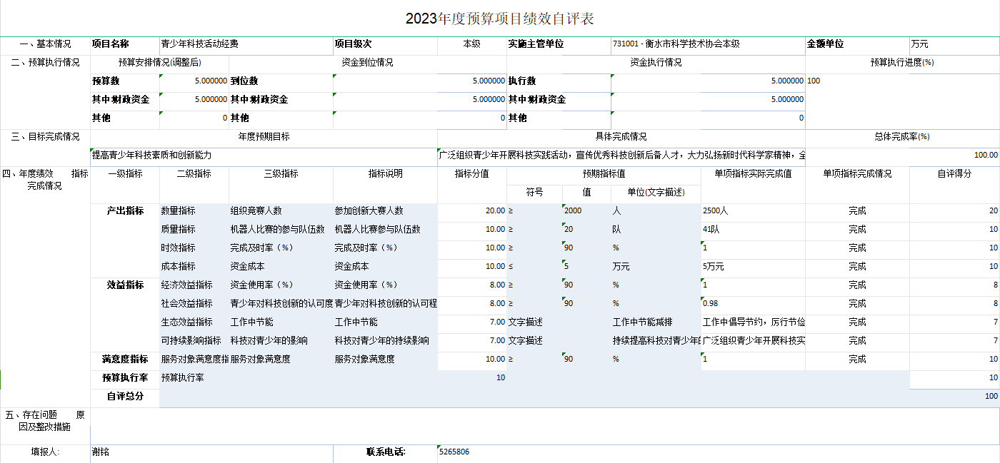 2023年度预算项目绩效自评表
一、基本情况 项目名称 青少年科技活动经费 项目级次 本级 实施主管单位 731001 - 衡水市科学技术协会本级 金额单位 万元
二、预算执行情况 预算安排情况(调整后) 资金到位情况 资金执行情况 预算执行进度(%)
预算数 5.000000 到位数 5.000000 执行数 5.000000 100
其中:财政资金 5.000000 其中:财政资金 5.000000 其中:财政资金 5.000000
其他 0 其他 0 其他 0
三、目标完成情况 年度预期目标 具体完成情况 总体完成率(%)
提高青少年科技素质和创新能力 广泛组织青少年开展科技实践活动，宣传优秀科技创新后备人才，大力弘扬新时代科学家精神，全 100.00
四、年度绩效 指标 一级指标 二级指标 三级指标 指标说明 指标分值 预期指标值 单项指标实际完成值 单项指标完成情况 自评得分
完成情况 符号 值 单位(文字描述)
产出指标 数量指标 组织竞赛人数 参加创新大赛人数 20.00 ≥ 2000 人 2500人 完成 20
质量指标 机器人比赛的参与队伍数 机器人比赛参与队伍数 10.00 ≥ 20 队 41队 完成 10
时效指标 完成及时率（%） 完成及时率（%） 10.00 ≥ 90 % 1 完成 10
成本指标 资金成本 资金成本 10.00 ≤ 5 万元 5万元 完成 10
效益指标 经济效益指标 资金使用率（%） 资金使用率（%） 8.00 ≥ 90 % 1 完成 8
社会效益指标 青少年对科技创新的认可度 青少年对科技创新的认可程 8.00 ≥ 90 % 0.98 完成 8
生态效益指标 工作中节能 工作中节能 7.00 文字描述 工作中节能减排 工作中倡导节约，厉行节俭 完成 7
可持续影响指标 科技对青少年的影响 科技对青少年的持续影响 7.00 文字描述 持续提高科技对青少年的 广泛组织青少年开展科技实 完成 7
满意度指标 服务对象满意度指 服务对象满意度 服务对象满意度 10.00 ≥ 90 % 1 完成 10
预算执行率 预算执行率 10 10
自评总分 100
五、存在问题 原
因及整改措施
填报人: 谢铭 联系电话: 5265806